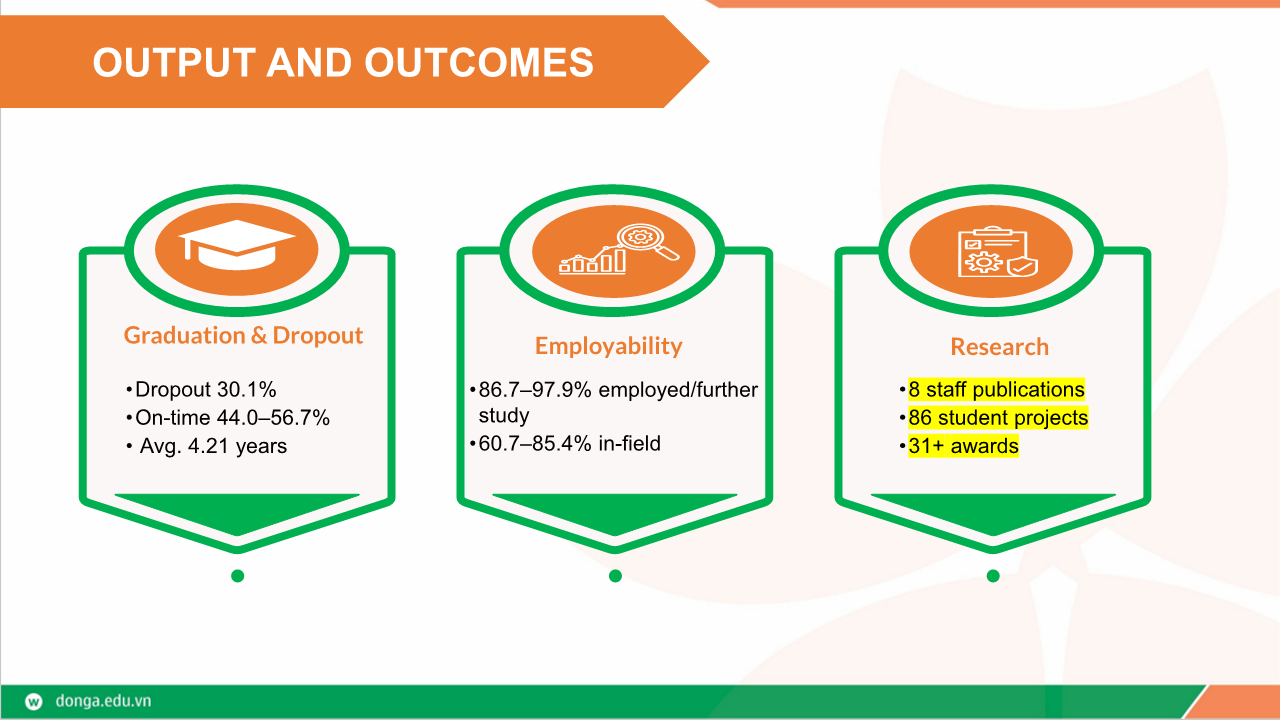 OUTPUT AND OUTCOMES
Graduation & Dropout
•Dropout 30.1%
•On-time 44.0–56.7%
• Avg. 4.21 years
Employability
•86.7–97.9% employed/further
study
•60.7–85.4% in-field
Research
•8 staff publications
•86 student projects
•31+ awards
w donga.edu.vn